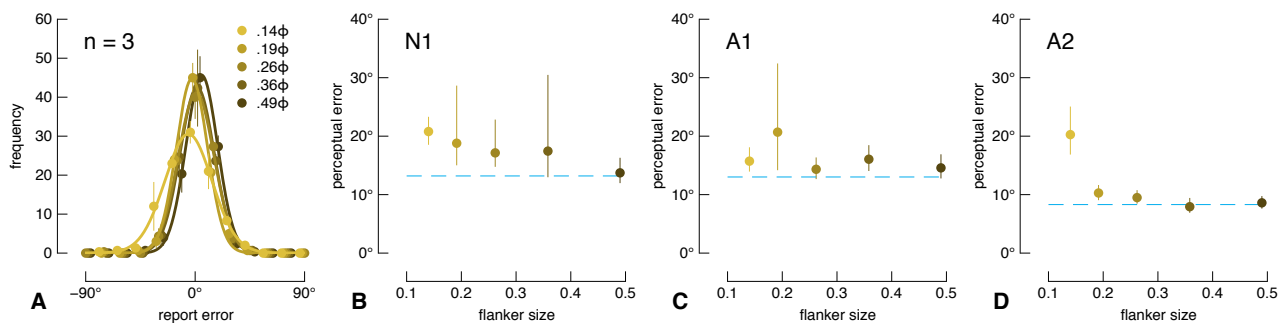 n = 3
.14ϕ
.19ϕ
.26ϕ
.36ϕ
.49ϕ
frequency
60
50
40
30
20
10
0
−90° 0° 90°
report error
A
N1
perceptual error
40°
30°
20°
10°
0°
0.1 0.2 0.3 0.4 0.5
flanker size
B
A1
perceptual error
40°
30°
20°
10°
0°
0.1 0.2 0.3 0.4 0.5
flanker size
C
A2
perceptual error
40°
30°
20°
10°
0°
0.1 0.2 0.3 0.4 0.5
flanker size
D